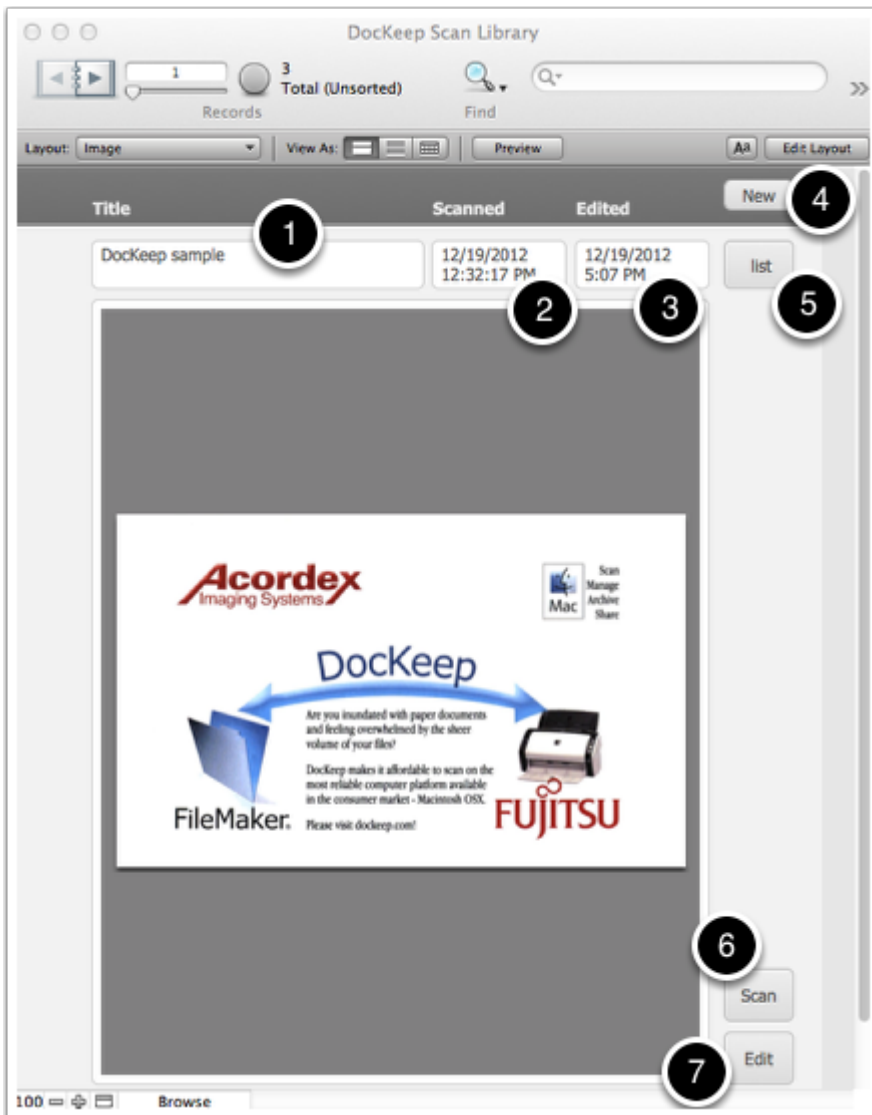 DocKeep Scan Library
1
3
Total (Unsorted)
Records
Find
Layout: Image
View As:
Preview
Aa
Edit Layout
Title
Scanned
Edited
New
4
1
DocKeep sample
12/19/2012
12:32:17 PM
12/19/2012
5:07 PM
list
2
3
5
Acordex
Imaging Systems
Mac
Scan
Manage
Archive
Share
DocKeep
Are you inundated with paper documents
and feeling overwhelmed by the sheer
volume of your files?
DocKeep makes it affordable to scan on the
most reliable computer platform available
in the consumer market - Macintosh OSX.
Please visit dockeep.com!
FileMaker.
FUJITSU
6
Scan
7
Edit
100
Browse